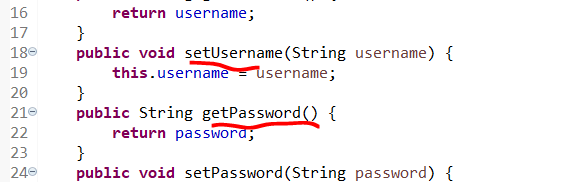 16 return username;
17 }
18 public void setUsername(String username) {
19 this.username = username;
20 }
21 public String getPassword() {
22 return password;
23 }
24 public void setPassword(String password) {